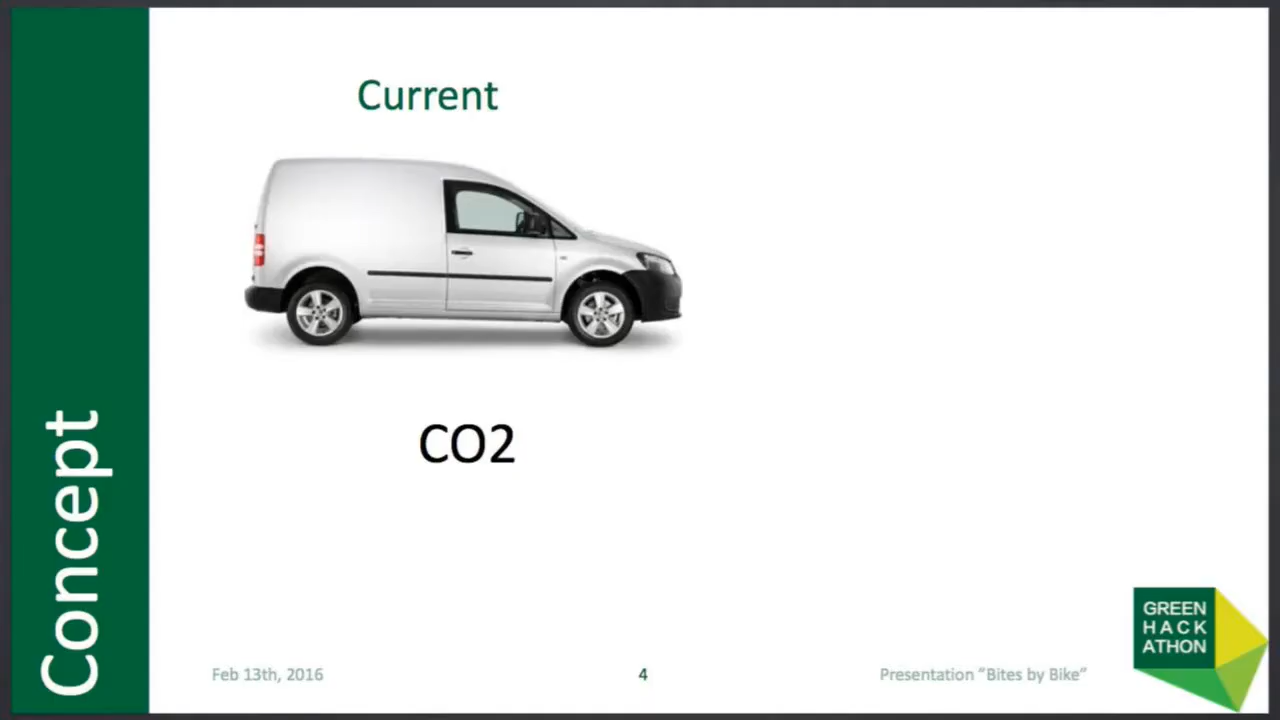 Current
CO2
Concept
Feb 13th, 2016
4
Presentation “Bites by Bike”
GREEN
HACK
ATHON